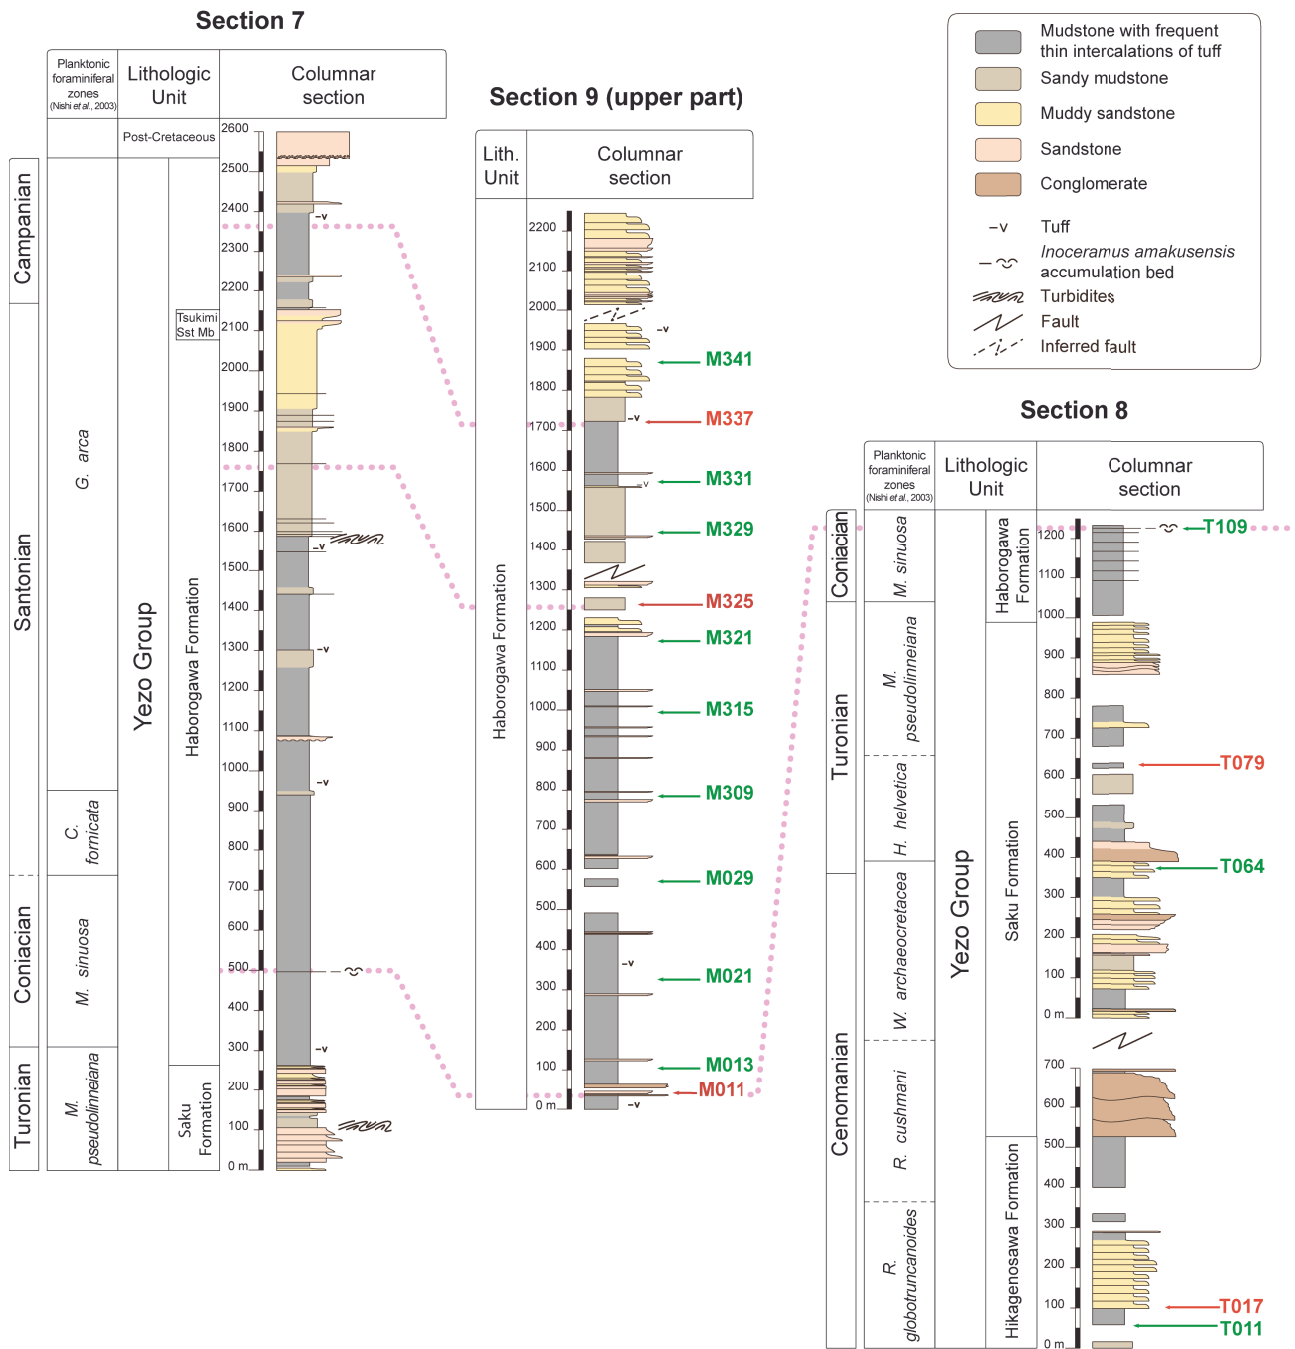 Section 7
Planktonic
foraminiferal
zones
(Nishi et al., 2003)
Lithologic
Unit
Columnar
section
Post-Cretaceous
Campanian
Santonian
Coniacian
Turonian
G. arca
C.
fornicata
M. sinuosa
M.
pseudolinneiana
Yezo Group
Tsukimi
Sst Mb
Haborogawa Formation
Saku
Formation
2600
2500
2400
2300
2200
2100
2000
1900
1800
1700
1600
1500
1400
1300
1200
1100
1000
900
800
700
600
500
400
300
200
100
0 m
v
v
v
v
v
Section 9 (upper part)
Lith.
Unit
Columnar
section
Haborogawa Formation
2200
2100
2000
1900
1800
1700
1600
1500
1400
1300
1200
1100
1000
900
800
700
600
500
400
300
200
100
0 m
v
v
v
v
v
M341
M337
M331
M329
M325
M321
M315
M309
M029
M021
M013
M011
Mudstone with frequent
thin intercalations of tuff
Sandy mudstone
Muddy sandstone
Sandstone
Conglomerate
v
Tuff
Inoceramus amakusensis
accumulation bed
Turbidites
Fault
Inferred fault
Section 8
Planktonic
foraminiferal
zones
(Nishi et al., 2003)
Lithologic
Unit
Columnar
section
Coniacian
Turonian
Cenomanian
M. sinuosa
M.
pseudolinneiana
H. helvetica
W. archaeocretacea
R. cushmani
R.
globotruncanoides
Yezo Group
Haborogawa
Formation
Saku Formation
Hikagenosawa Formation
1200
1100
1000
900
800
700
600
500
400
300
200
100
0 m
700
600
500
400
300
200
100
0 m
T109
T079
T064
T017
T011